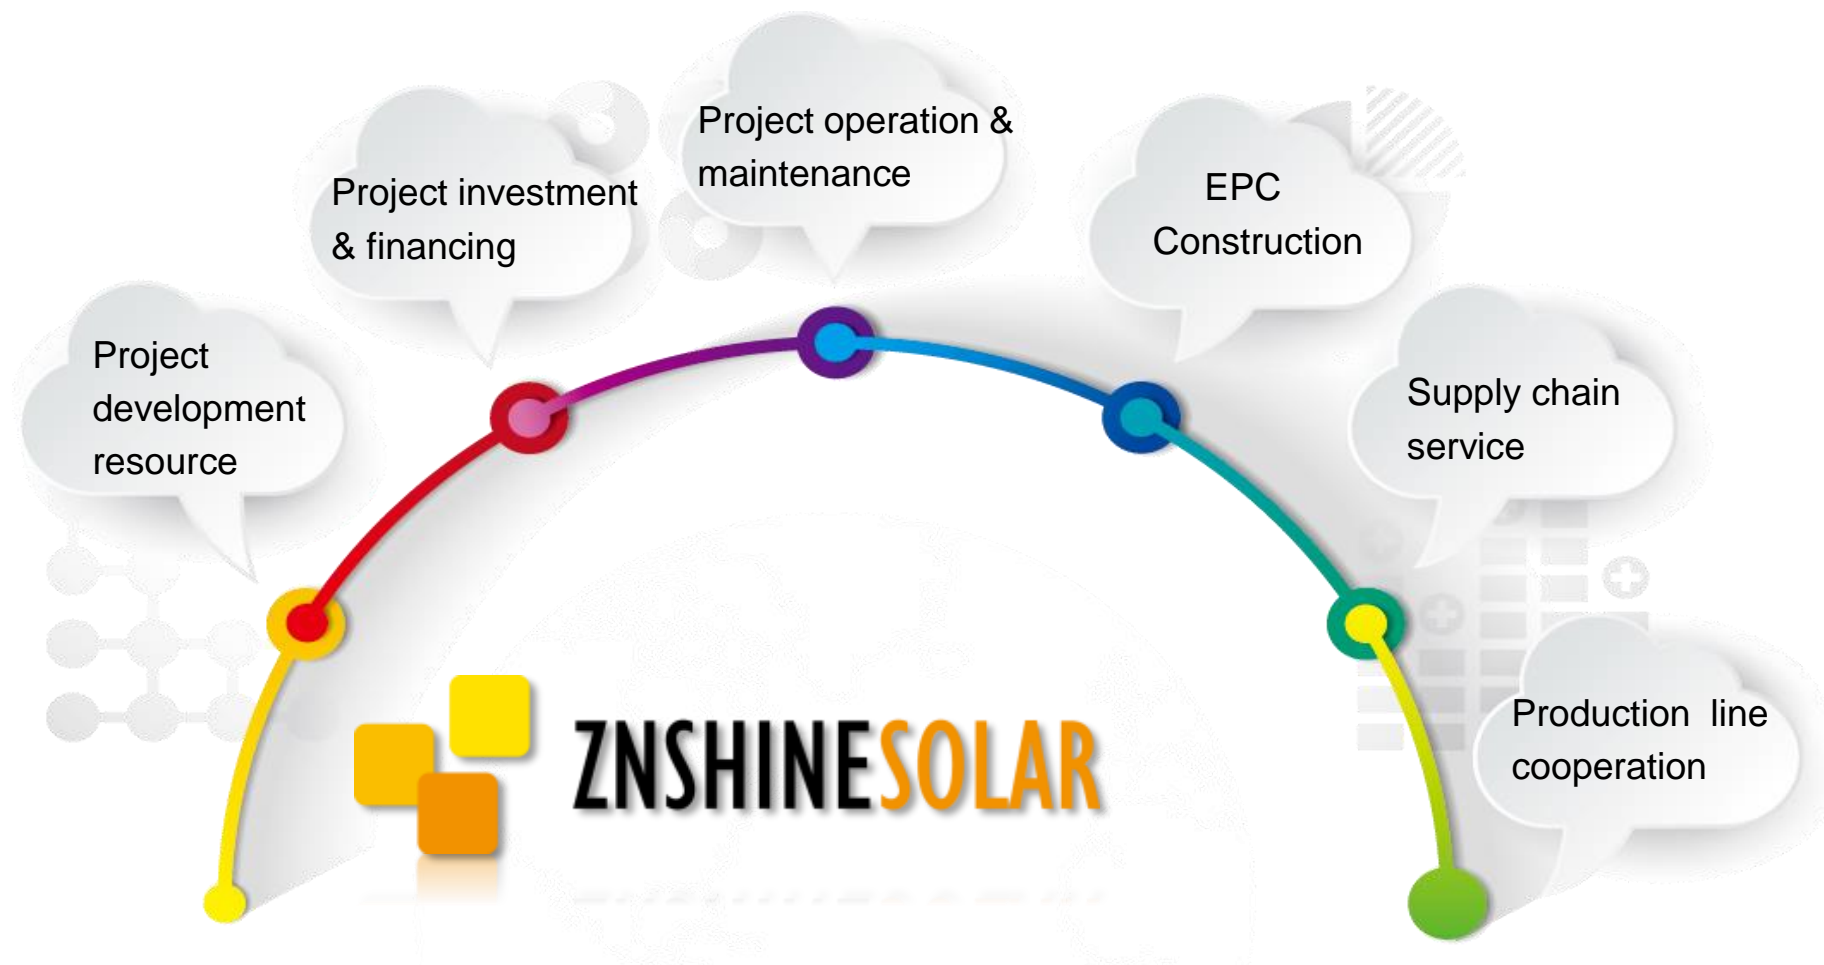 Project
development
resource
Project investment
& financing
Project operation &
maintenance
EPC
Construction
Supply chain
service
Production line
cooperation
ZNSHINESOLAR